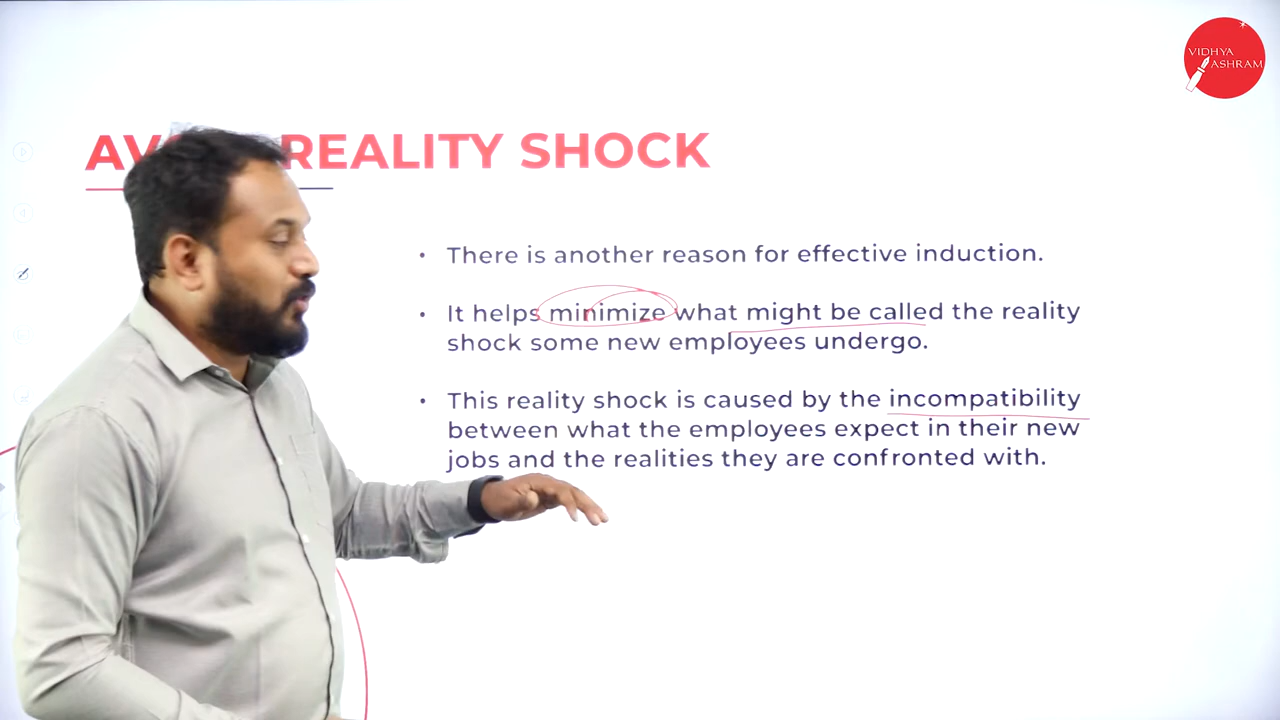 VIDHYA
ASHRAM
REALITY SHOCK
• There is another reason for effective induction.
• It helps minimize what might be called the reality
shock some new employees undergo.
• This reality shock is caused by the incompatibility
between what the employees expect in their new
jobs and the realities they are confronted with.